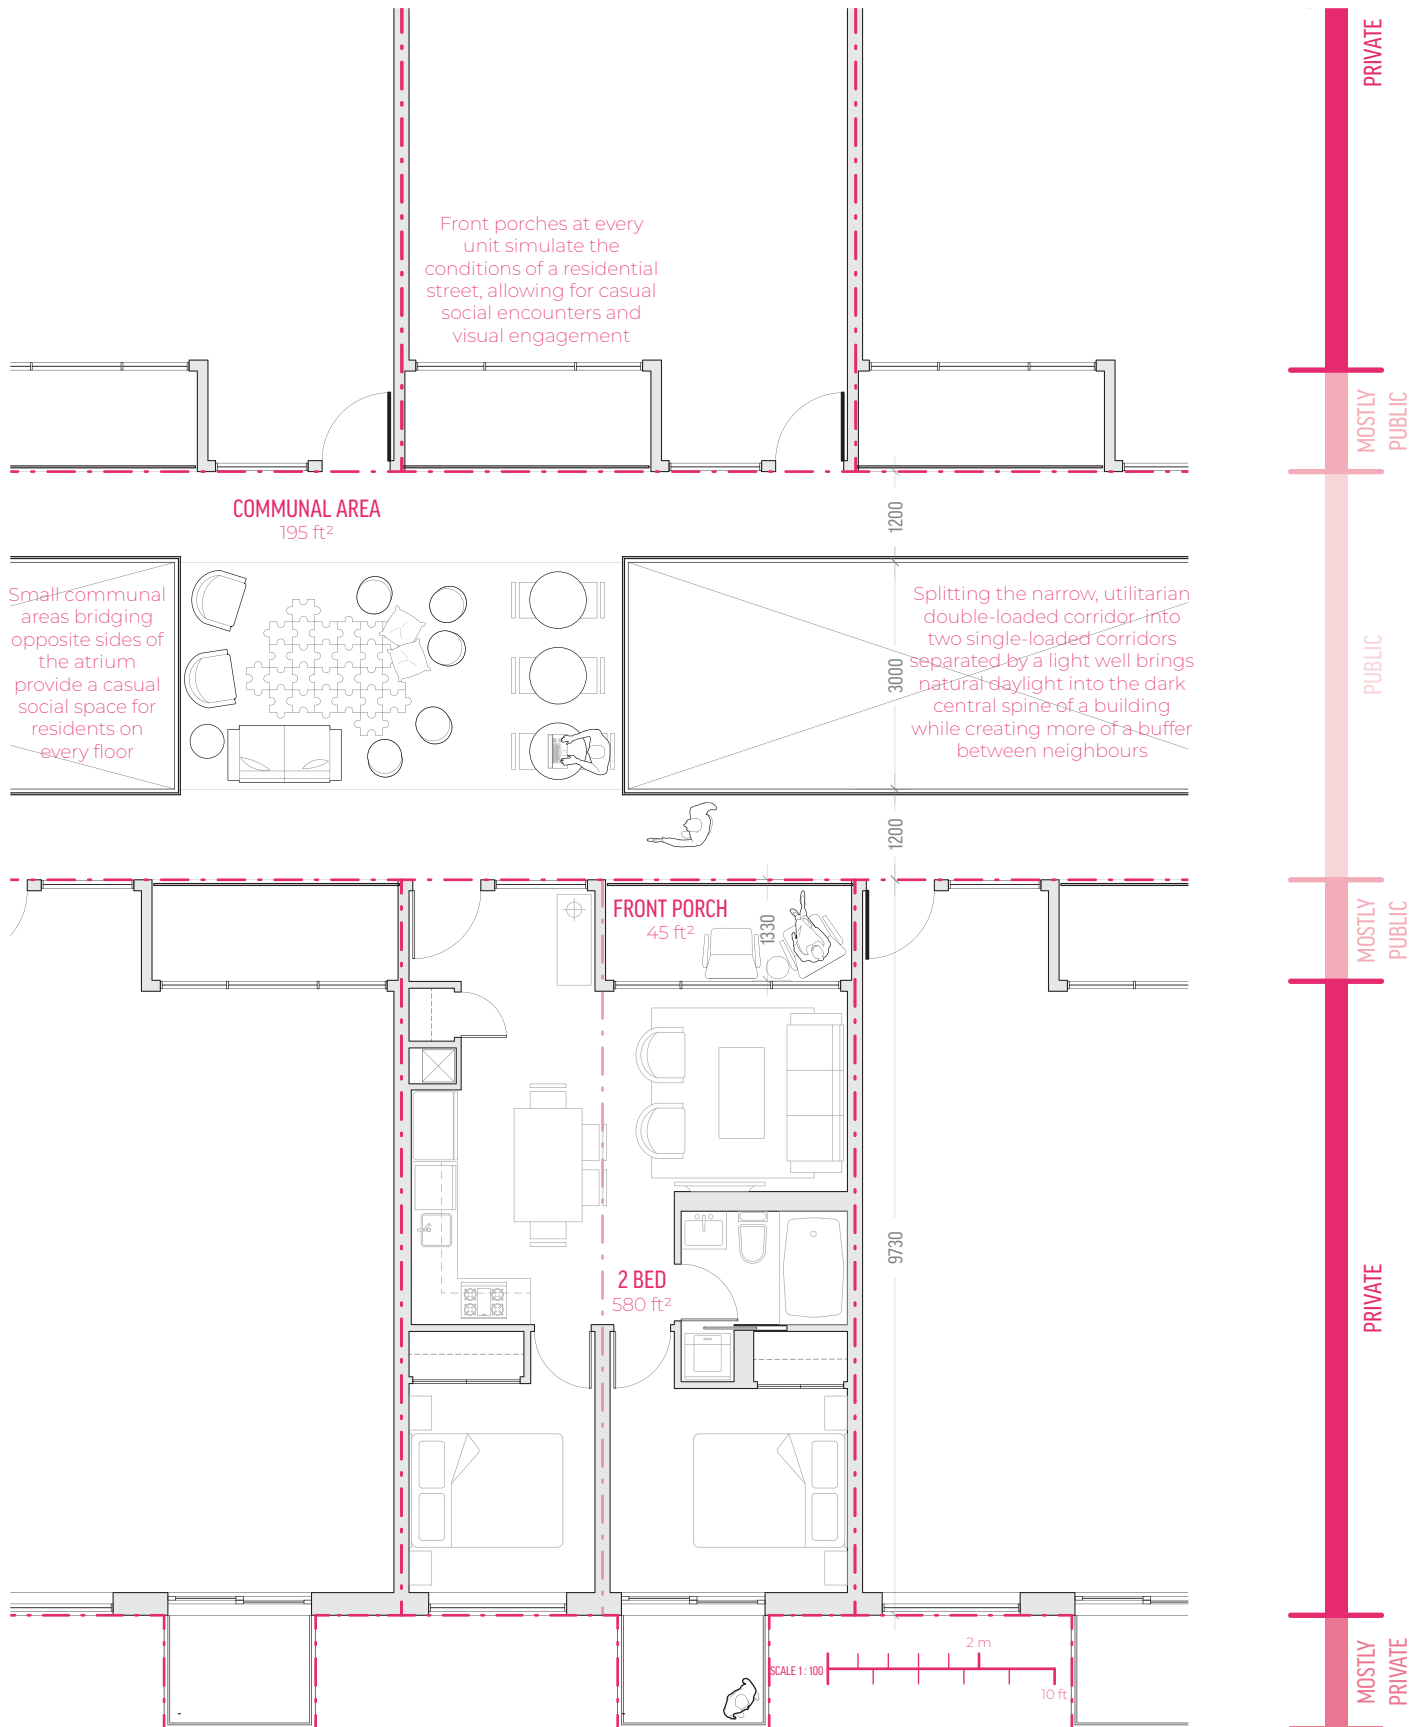 PRIVATE
Front porches at every
unit simulate the
conditions of a residential
street, allowing for casual
social encounters and
visual engagement
MOSTLY
PUBLIC
COMMUNAL AREA
195 ft²
1200
Small communal
areas bridging
opposite sides of
the atrium
provide a casual
social space for
residents on
every floor
Splitting the narrow, utilitarian
double-loaded corridor into
two single-loaded corridors
separated by a light well brings
natural daylight into the dark
central spine of a building
while creating more of a buffer
between neighbours
3000
PUBLIC
1200
FRONT PORCH
45 ft²
1330
MOSTLY
PUBLIC
9730
2 BED
580 ft²
PRIVATE
SCALE 1 : 100
2 m
10 ft
MOSTLY
PRIVATE